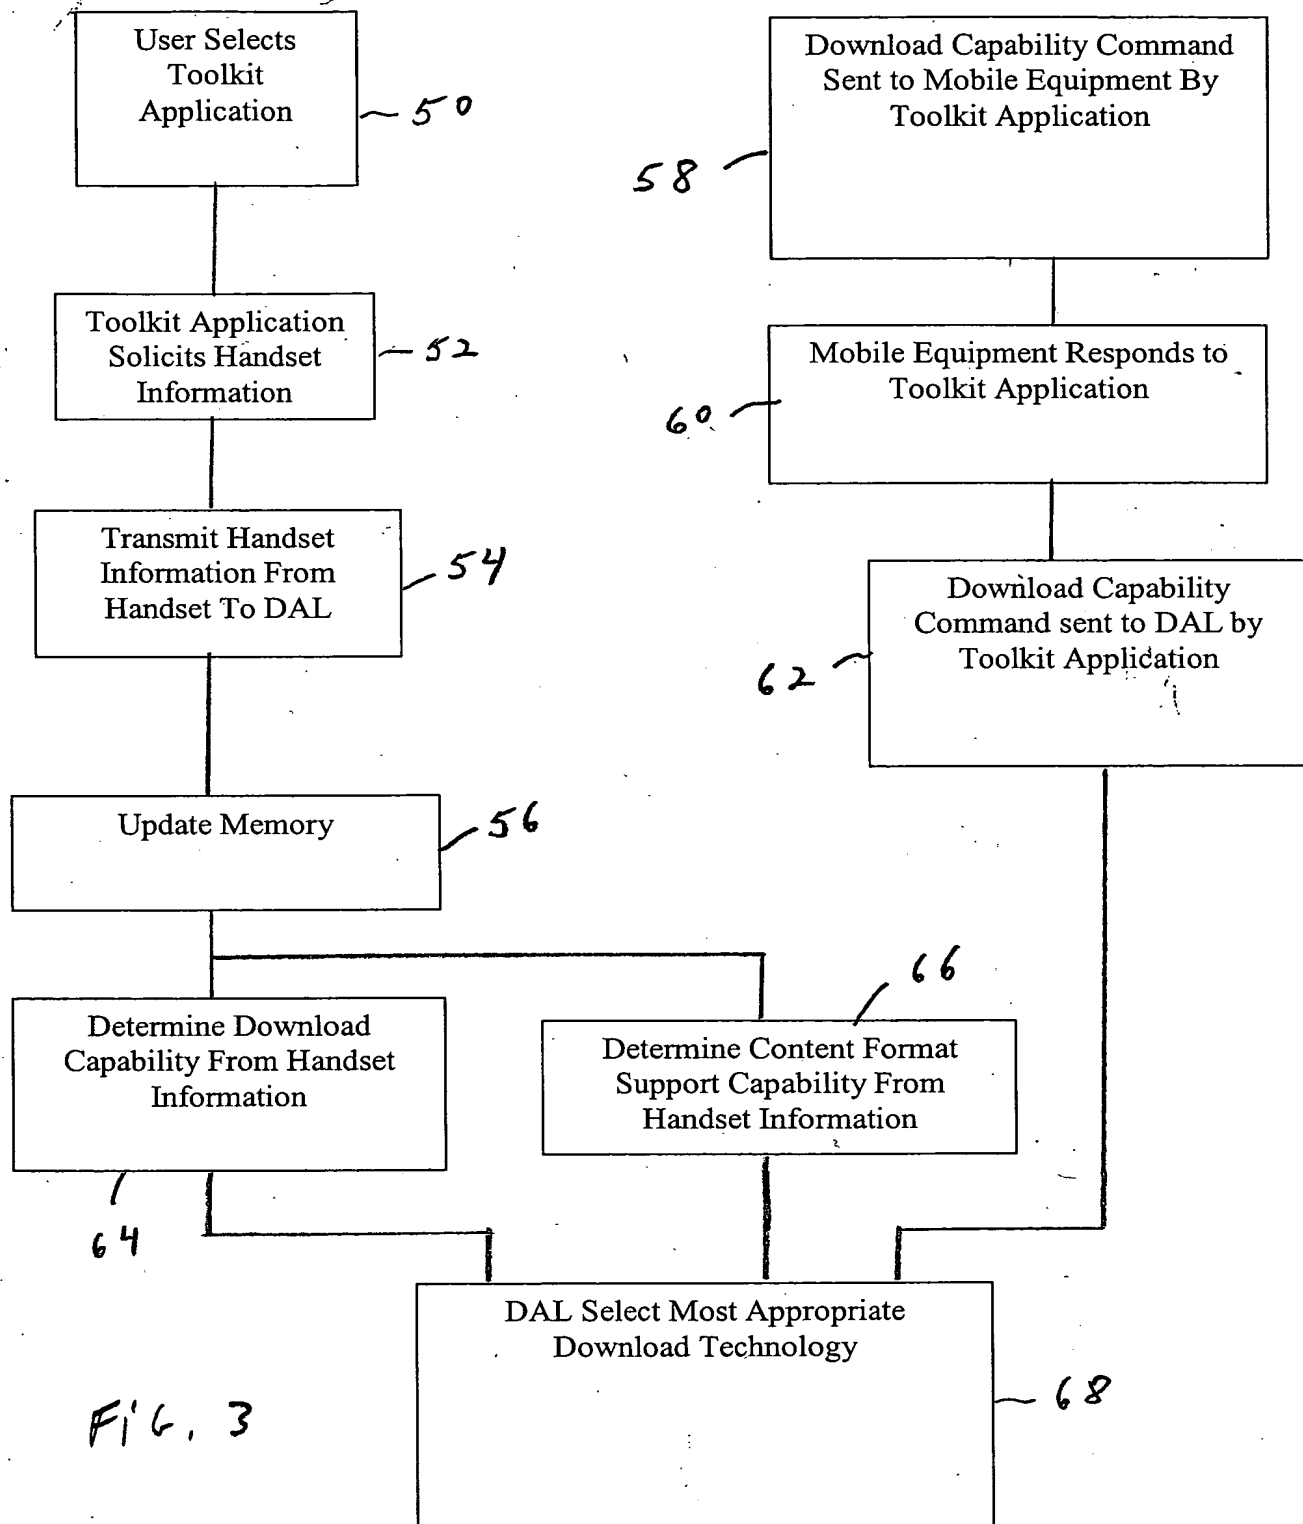 User Selects
Toolkit
Application
50
Toolkit Application
Solicits Handset
Information
52
Transmit Handset
Information From
Handset To DAL
54
Update Memory
56
Download Capability Command
Sent to Mobile Equipment By
Toolkit Application
58
Mobile Equipment Responds to
Toolkit Application
60
Download Capability
Command sent to DAL by
Toolkit Application
62
Determine Download
Capability From Handset
Information
64
Determine Content Format
Support Capability From
Handset Information
66
DAL Select Most Appropriate
Download Technology
68
FiG. 3